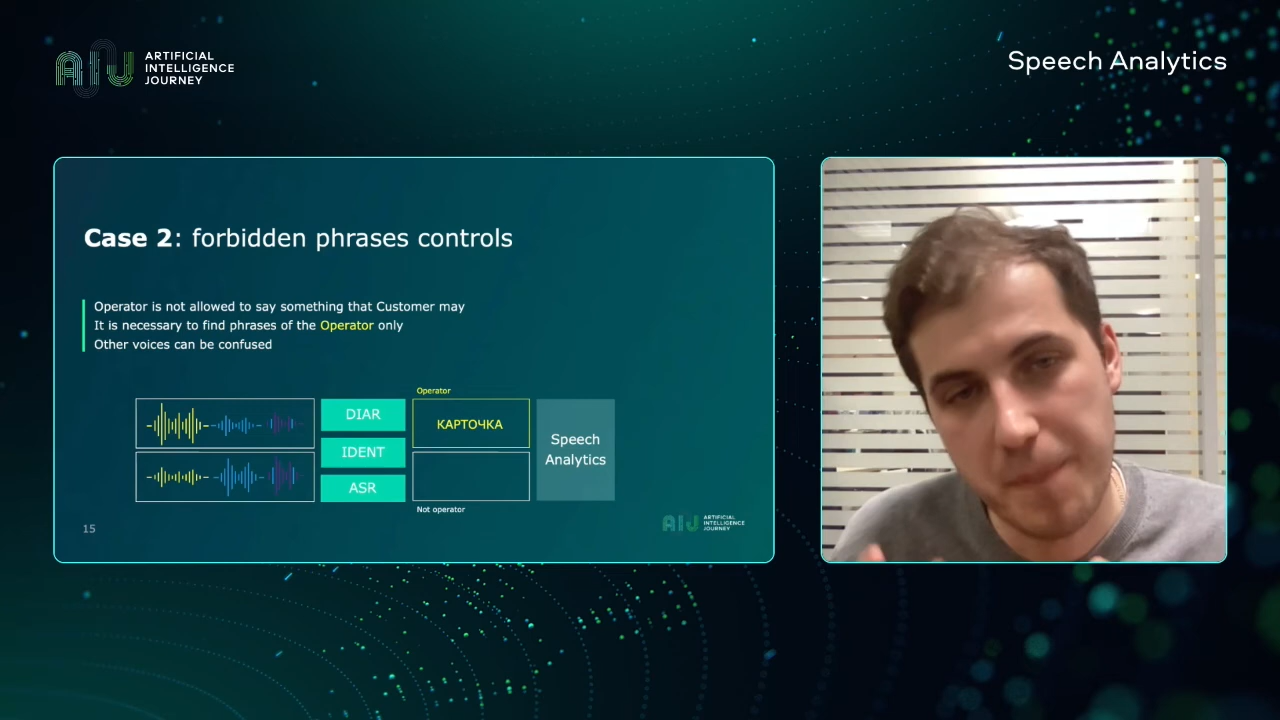 ARTIFICIAL
INTELLIGENCE
JOURNEY
Speech Analytics
Case 2: forbidden phrases controls
Operator is not allowed to say something that Customer may
It is necessary to find phrases of the Operator only
Other voices can be confused
Operator
DIAR
IDENT
ASR
КАРТОЧКА
Speech
Analytics
Not operator
15
AIJ
ARTIFICIAL
INTELLIGENCE
JOURNEY